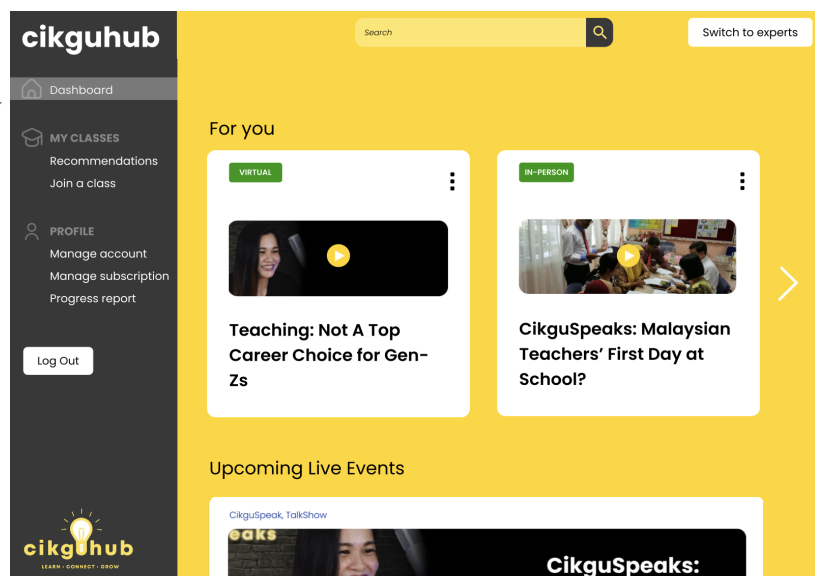 cikguhub
Search
Switch to experts
Dashboard
MY CLASSES
Recommendations
Join a class
PROFILE
Manage account
Manage subscription
Progress report
Log Out
cikguhub
LEARN • CONNECT • GROW
For you
VIRTUAL
Teaching: Not A Top
Career Choice for Gen-
Zs
IN-PERSON
CikguSpeaks: Malaysian
Teachers’ First Day at
School?
Upcoming Live Events
CikguSpeak, TalkShow
eaks
CikguSpeaks: